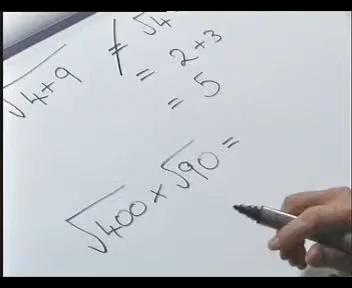 √4+9 ≠ √4
= 2+3
= 5
√400 × √90 =